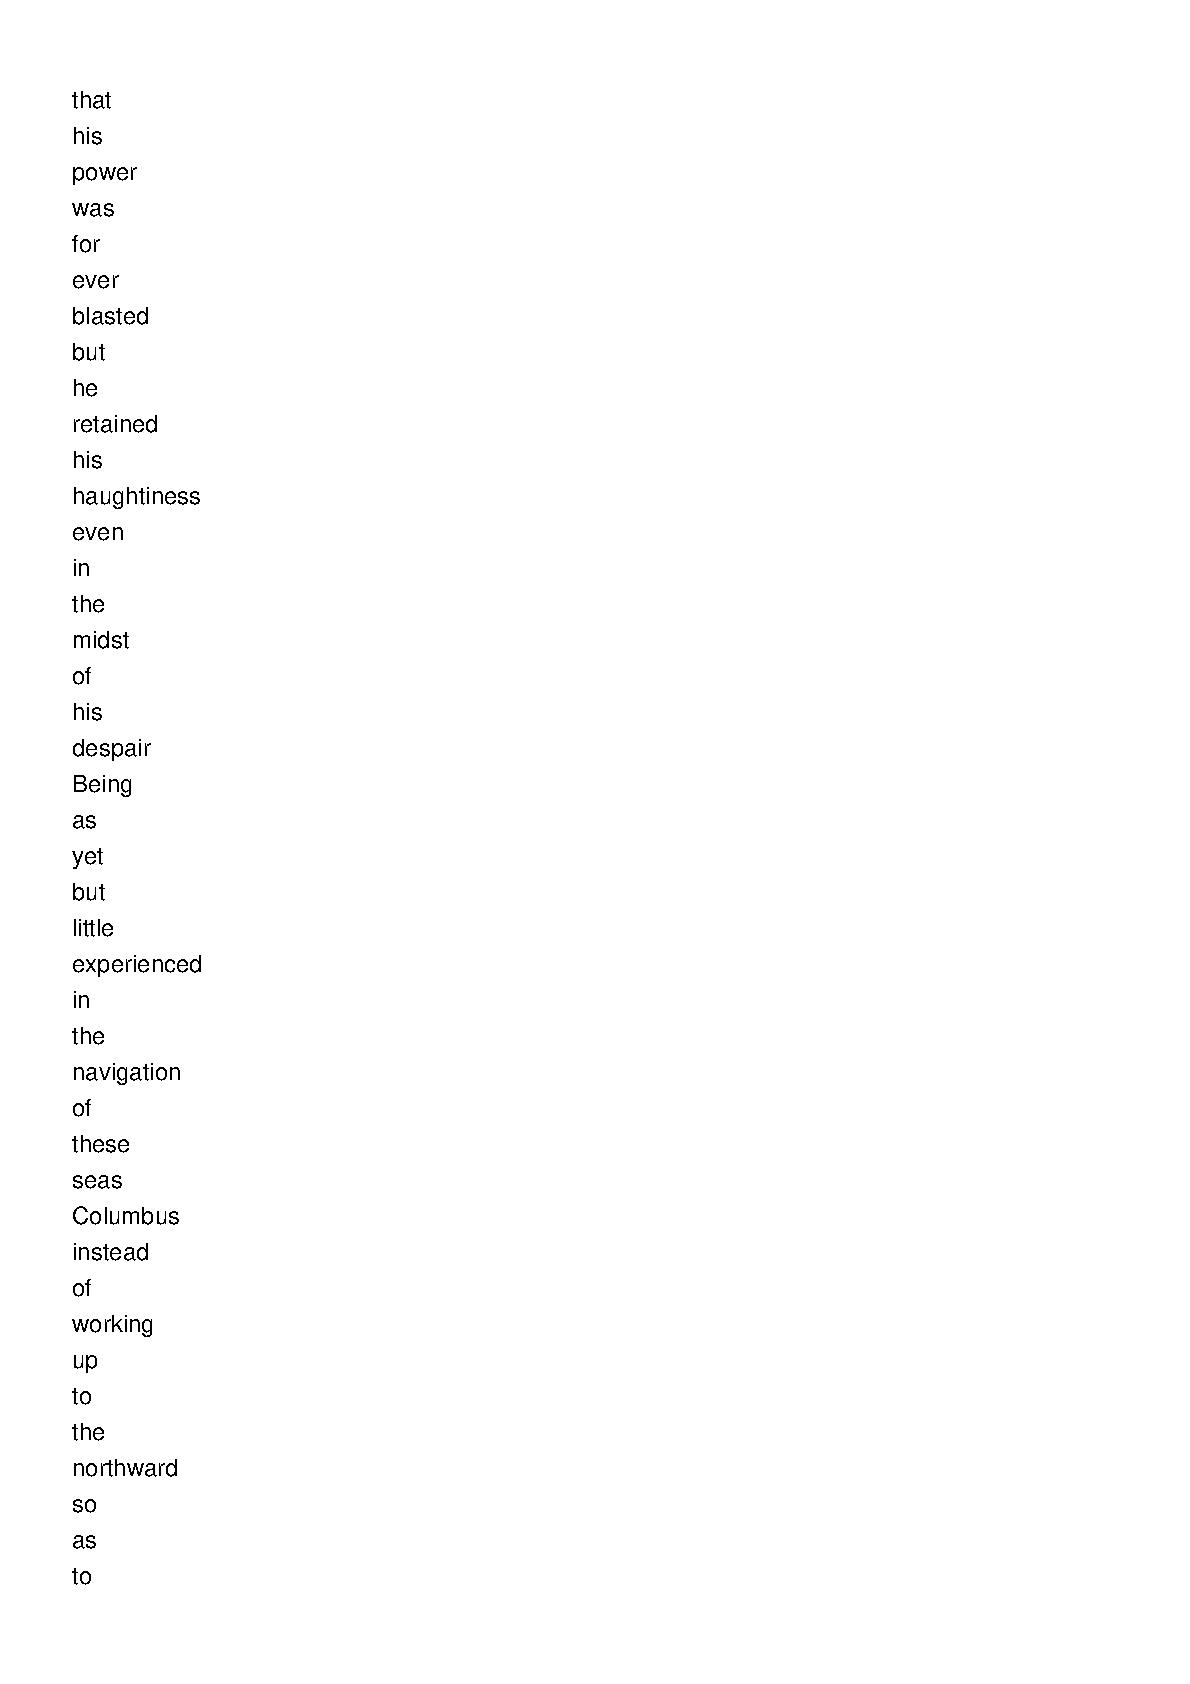 that
his
power
was
for
ever
blasted
but
he
retained
his
haughtiness
even
in
the
midst
of
his
despair
Being
as
yet
but
little
experienced
in
the
navigation
of
these
seas
Columbus
instead
of
working
up
to
the
northward
so
as
to